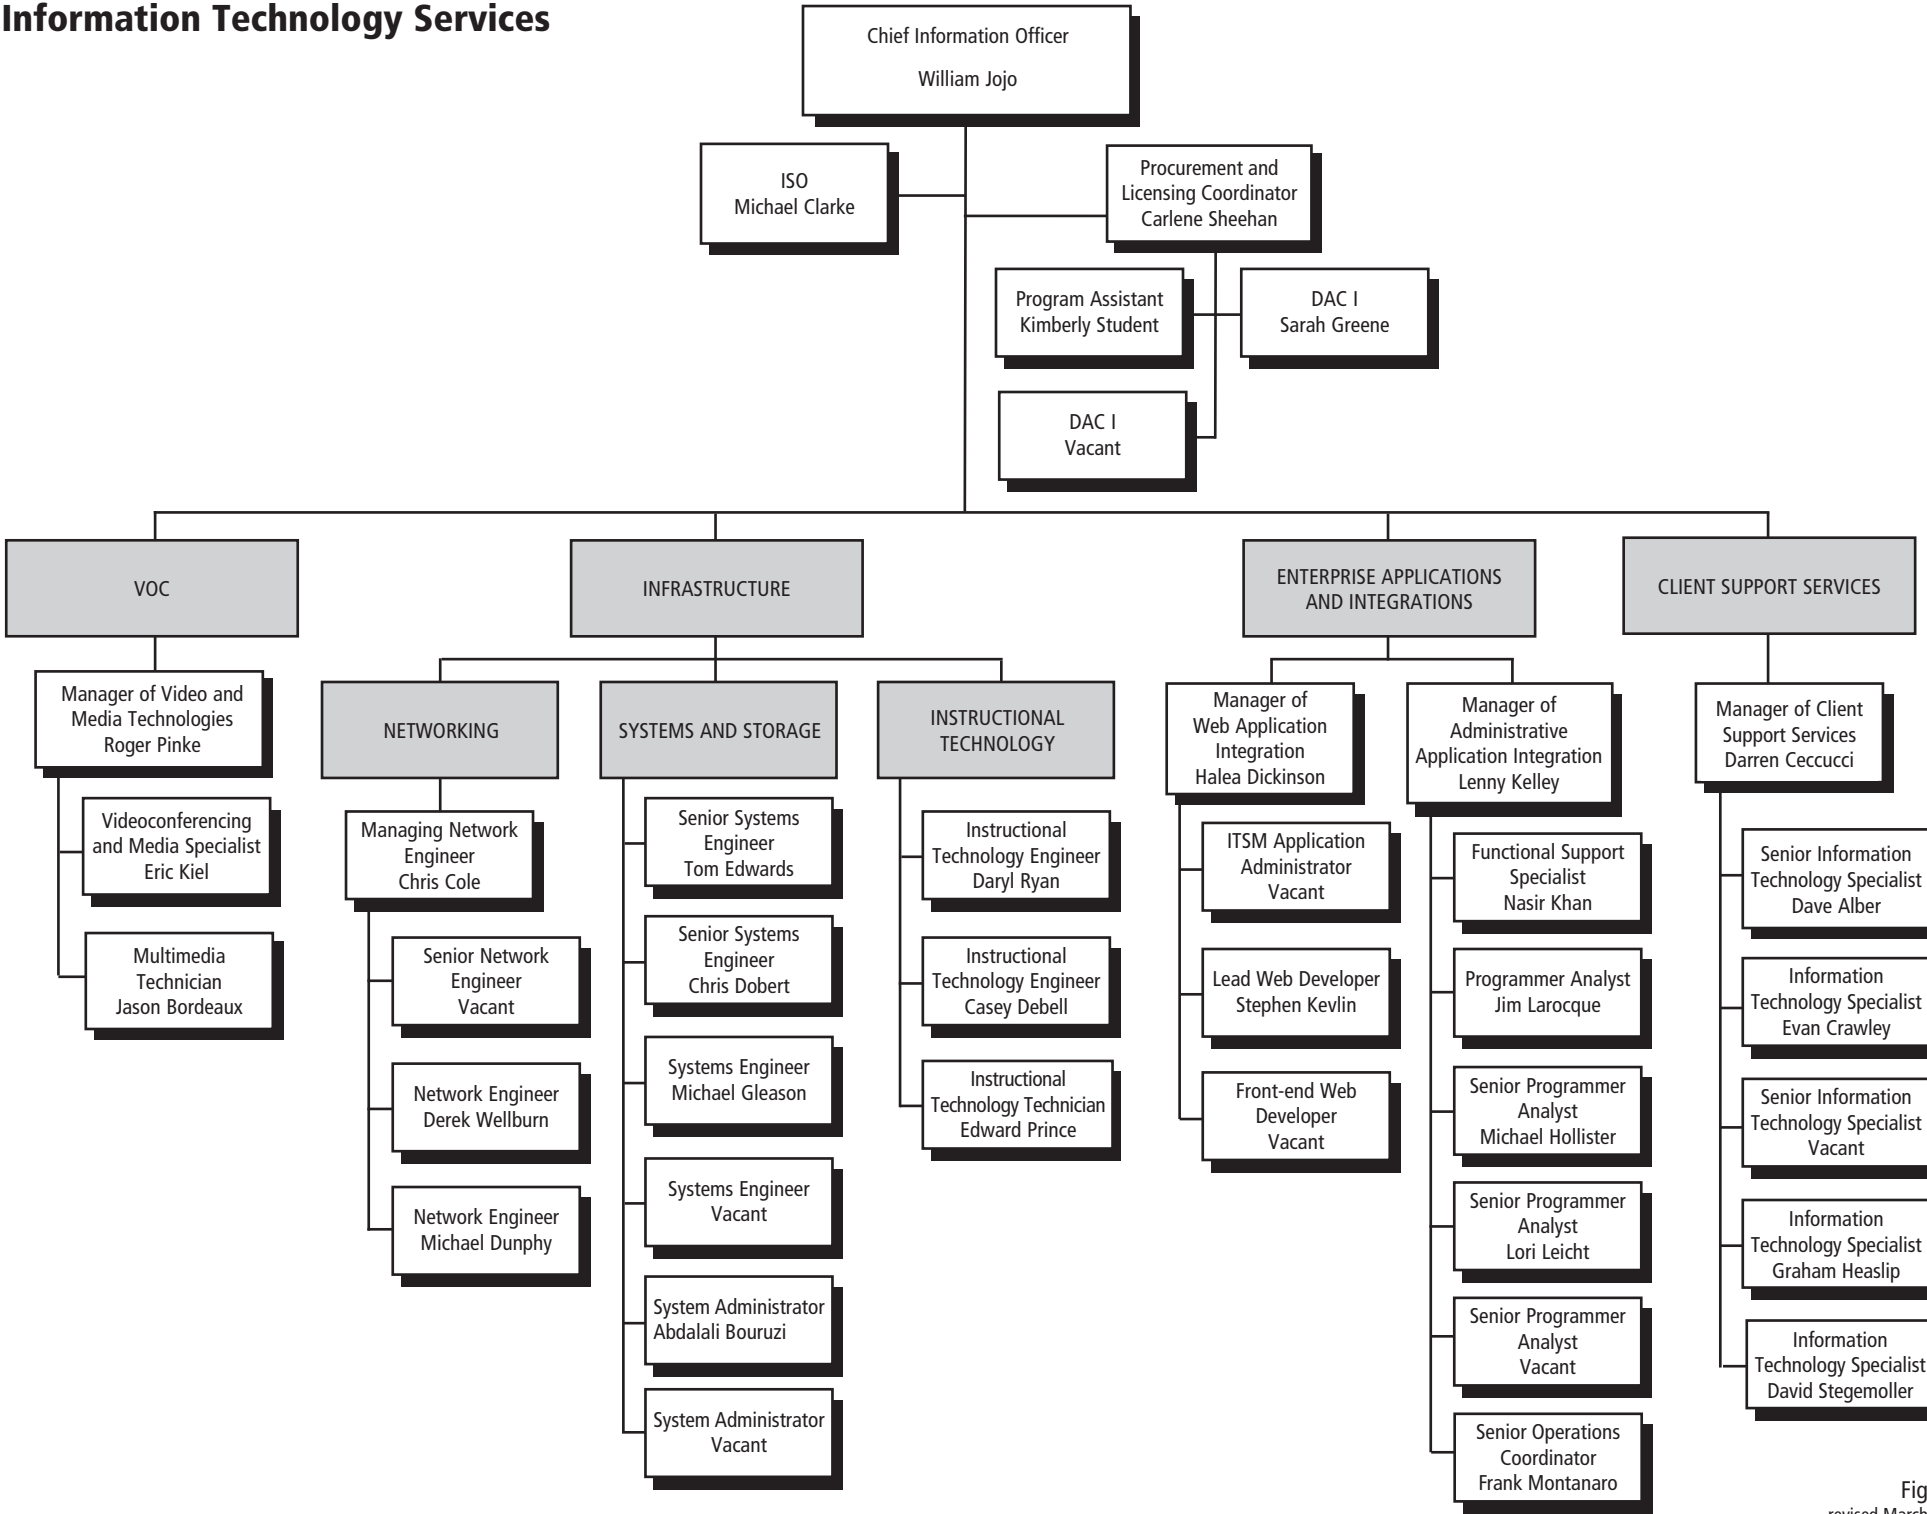 Information Technology Services
Chief Information Officer
William Jojo
ISO
Michael Clarke
Procurement and
Licensing Coordinator
Carlene Sheehan
Program Assistant
Kimberly Student
DAC I
Sarah Greene
DAC I
Vacant
VOC
INFRASTRUCTURE
ENTERPRISE APPLICATIONS
AND INTEGRATIONS
CLIENT SUPPORT SERVICES
Manager of Video and
Media Technologies
Roger Pinke
Videoconferencing
and Media Specialist
Eric Kiel
Multimedia
Technician
Jason Bordeaux
NETWORKING
Managing Network
Engineer
Chris Cole
Senior Network
Engineer
Vacant
Network Engineer
Derek Wellburn
Network Engineer
Michael Dunphy
SYSTEMS AND STORAGE
Senior Systems
Engineer
Tom Edwards
Senior Systems
Engineer
Chris Dobert
Systems Engineer
Michael Gleason
Systems Engineer
Vacant
System Administrator
Abdalali Bouruzi
System Administrator
Vacant
INSTRUCTIONAL
TECHNOLOGY
Instructional
Technology Engineer
Daryl Ryan
Instructional
Technology Engineer
Casey Debell
Instructional
Technology Technician
Edward Prince
Manager of
Web Application
Integration
Halea Dickinson
ITSM Application
Administrator
Vacant
Lead Web Developer
Stephen Kevlin
Front-end Web
Developer
Vacant
Manager of
Administrative
Application Integration
Lenny Kelley
Functional Support
Specialist
Nasir Khan
Programmer Analyst
Jim Larocque
Senior Programmer
Analyst
Michael Hollister
Senior Programmer
Analyst
Lori Leicht
Senior Programmer
Analyst
Vacant
Senior Operations
Coordinator
Frank Montanaro
Manager of Client
Support Services
Darren Ceccucci
Senior Information
Technology Specialist
Dave Alber
Information
Technology Specialist
Evan Crawley
Senior Information
Technology Specialist
Vacant
Information
Technology Specialist
Graham Heaslip
Information
Technology Specialist
David Stegemoller
Fig
revised March